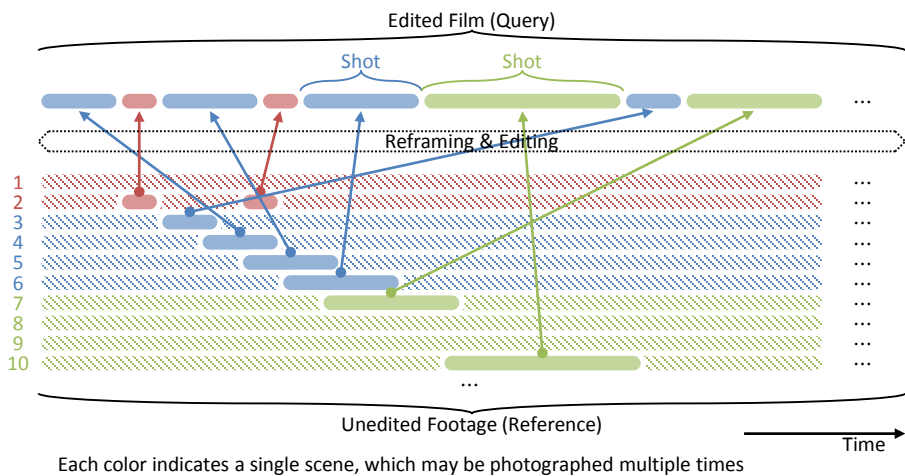 Edited Film (Query)
Shot Shot
...
Reframing & Editing
1 ...
2 ...
3 ...
4 ...
5 ...
6 ...
7 ...
8 ...
9 ...
10 ...
...
Unedited Footage (Reference)
Time
Each color indicates a single scene, which may be photographed multiple times